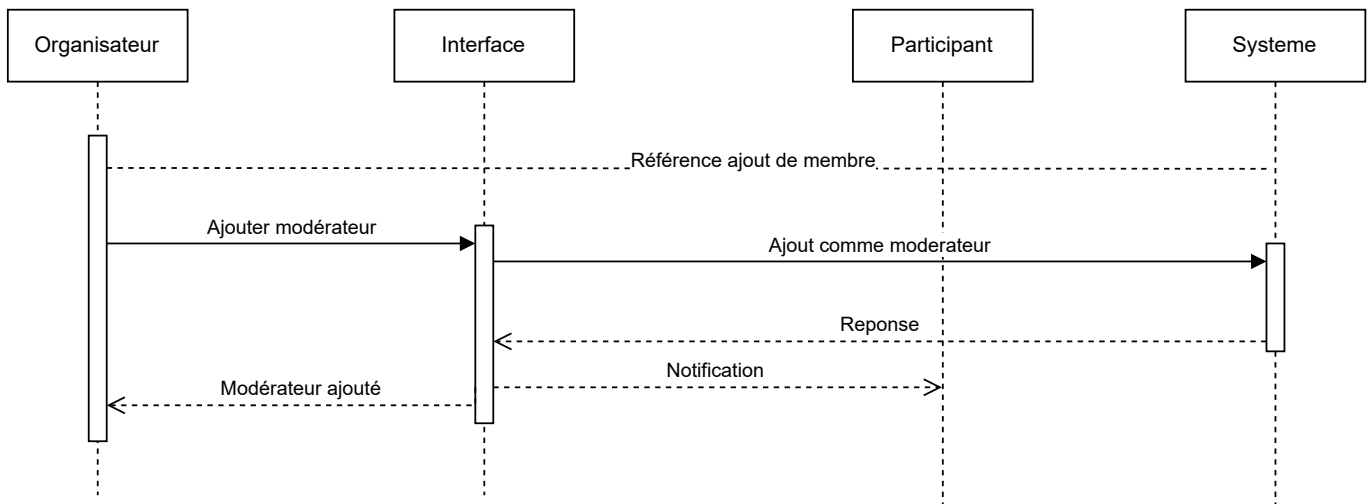 Organisateur
Interface
Participant
Systeme
Référence ajout de membre
Ajouter modérateur
Ajout comme moderateur
Reponse
Notification
Modérateur ajouté